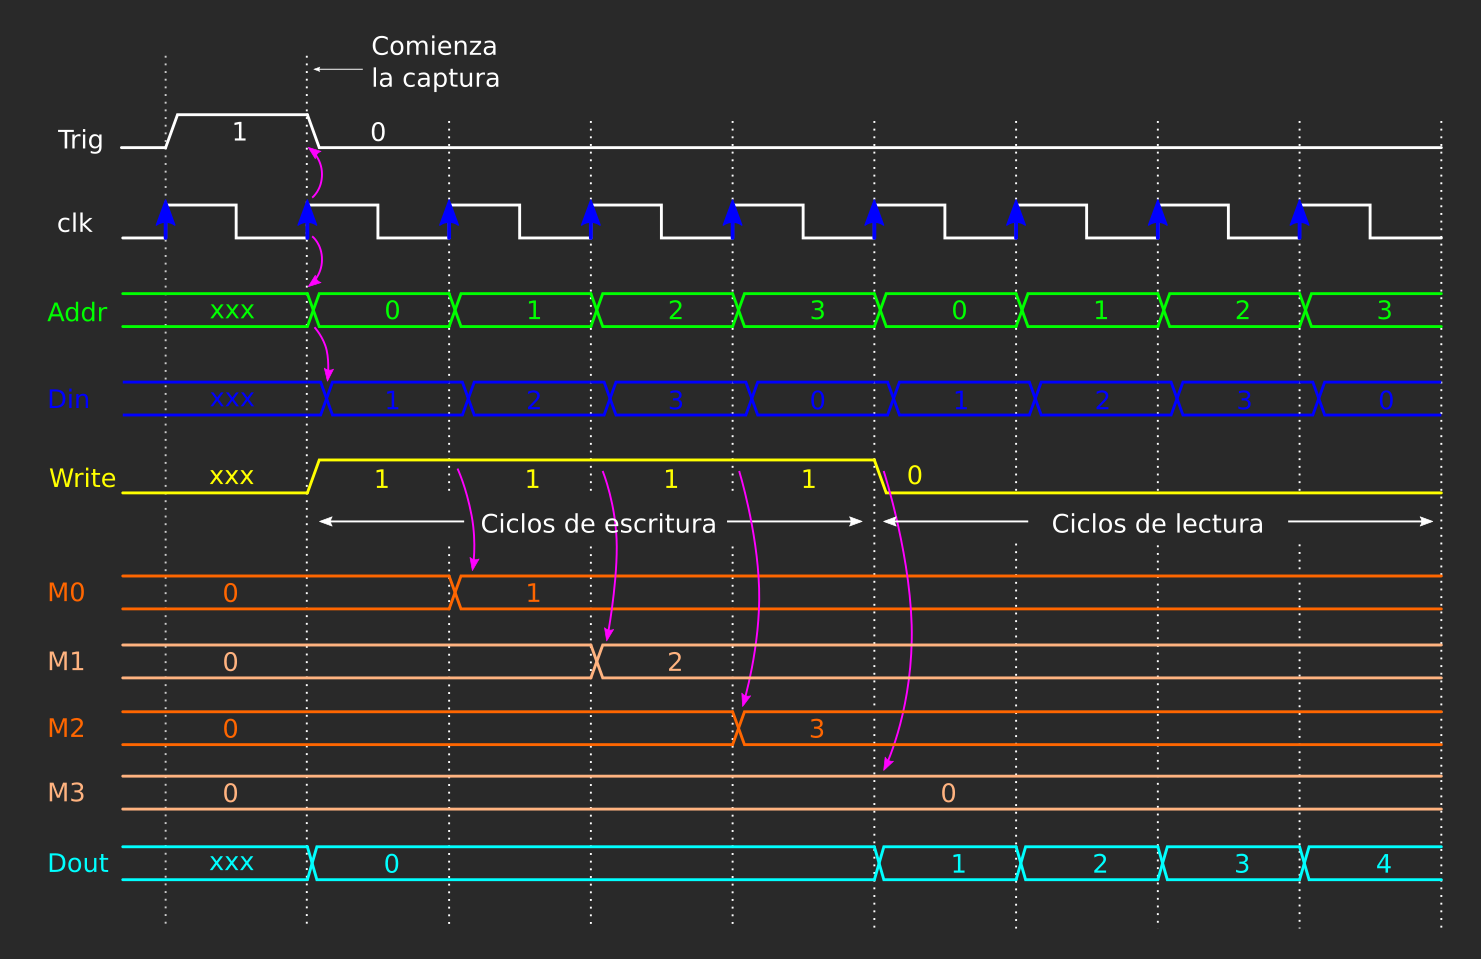 Comienza
la captura
Trig 1 0
clk
Addr xxx 0 1 2 3 0 1 2 3
Din xxx 1 2 3 0 1 2 3 0
Write xxx 1 1 1 1 0
Ciclos de escritura Ciclos de lectura
M0 0 1
M1 0 2
M2 0 3
M3 0 0
Dout xxx 0 1 2 3 4